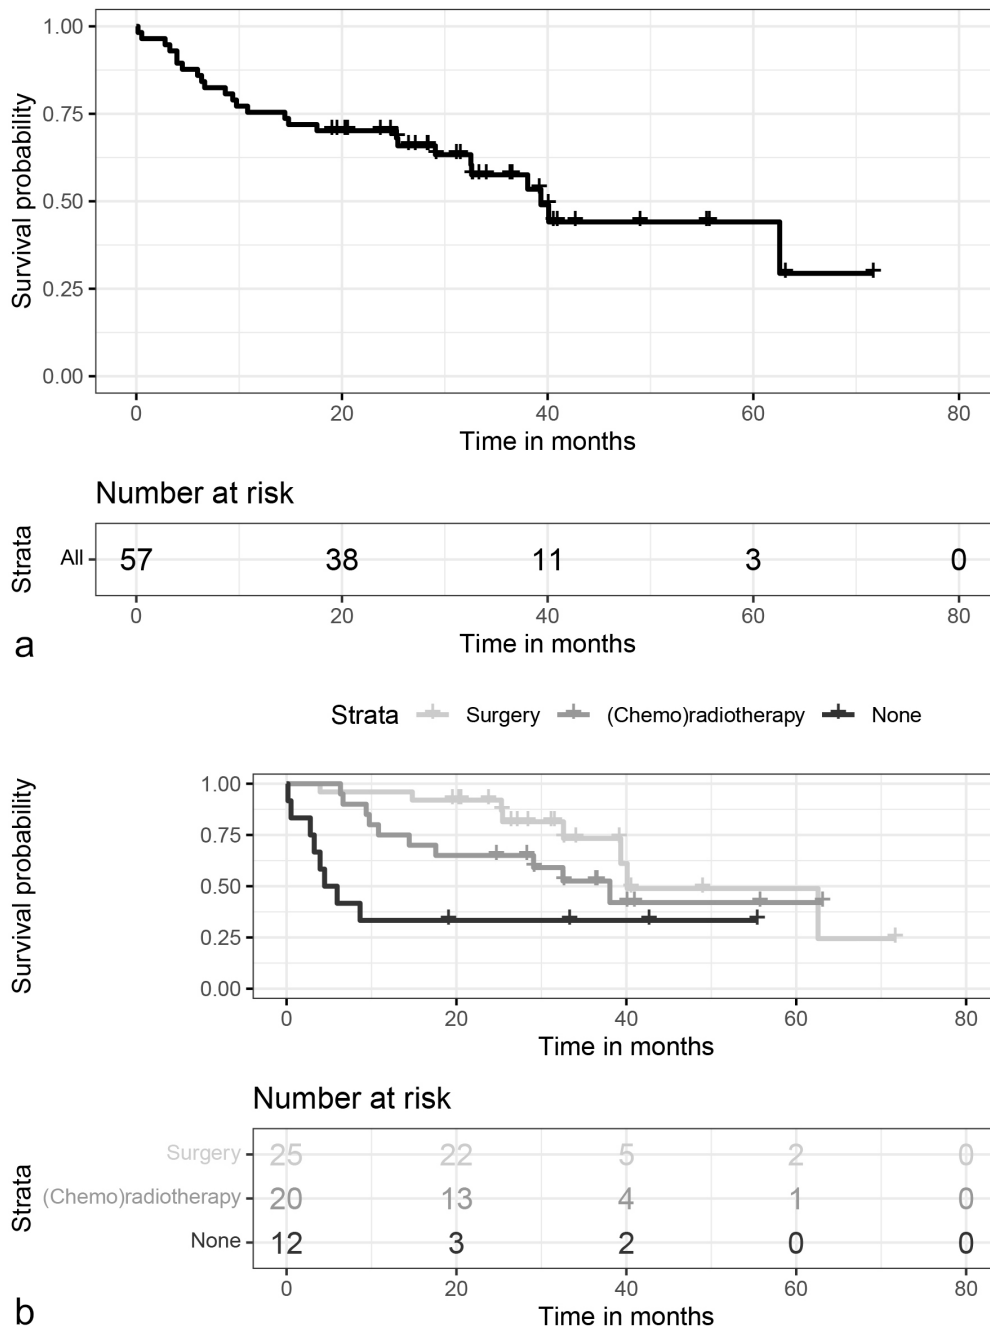 1.00
0.75
0.50
0.25
0.00
Survival probability
0 20 40 60 80
Time in months
Number at risk
Strata
All 57 38 11 3 0
0 20 40 60 80
Time in months
a
Strata Surgery (Chemo)radiotherapy None
1.00
0.75
0.50
0.25
0.00
Survival probability
0 20 40 60 80
Time in months
Number at risk
Strata
Surgery 25 22 5 2 0
(Chemo)radiotherapy 20 13 4 1 0
None 12 3 2 0 0
0 20 40 60 80
Time in months
b